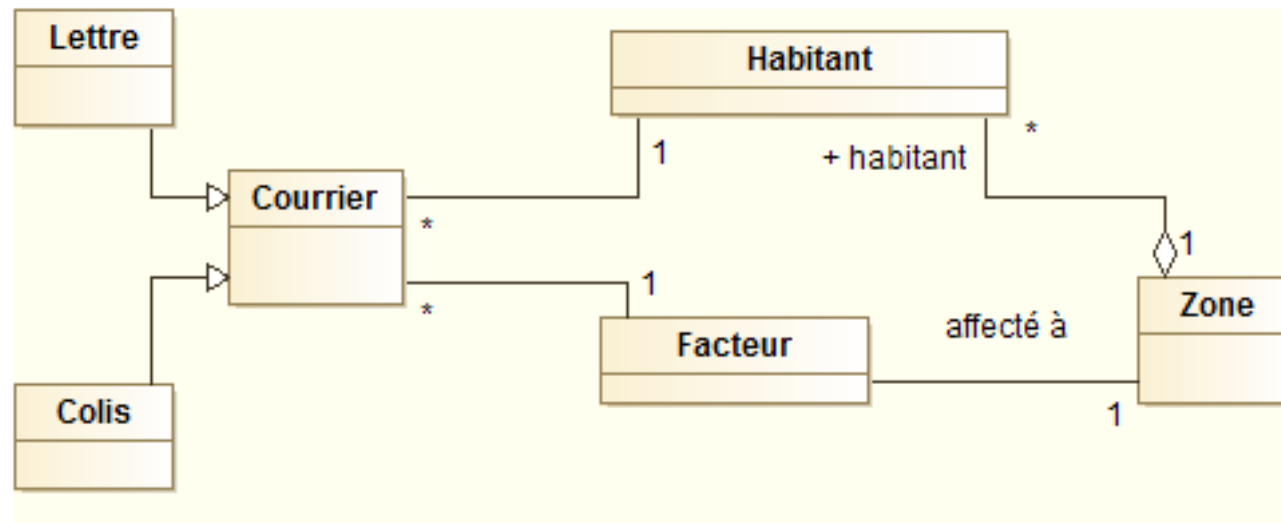 Lettre
Habitant
*
1
+ habitant
Courrier
*
1
1
*
Zone
affecté à
Facteur
1
Colis